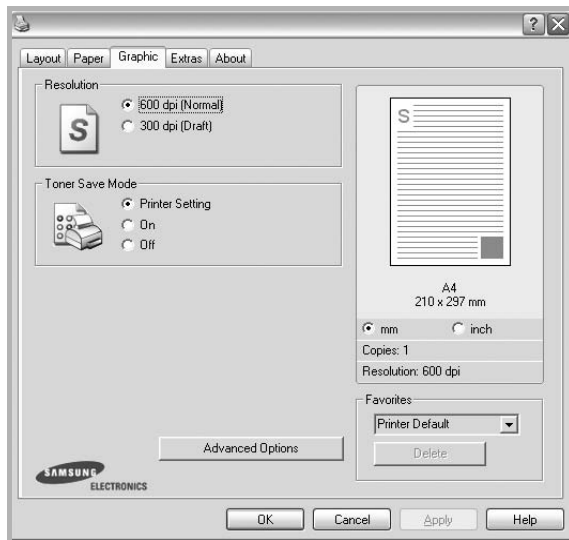 Layout Paper Graphic Extras About
Resolution
S
600 dpi (Normal)
300 dpi (Draft)
Toner Save Mode
Printer Setting
On
Off
S
A4
210 x 297 mm
mm inch
Copies: 1
Resolution: 600 dpi
Favorites
Printer Default
Delete
Advanced Options
SAMSUNG
ELECTRONICS
OK Cancel Apply Help